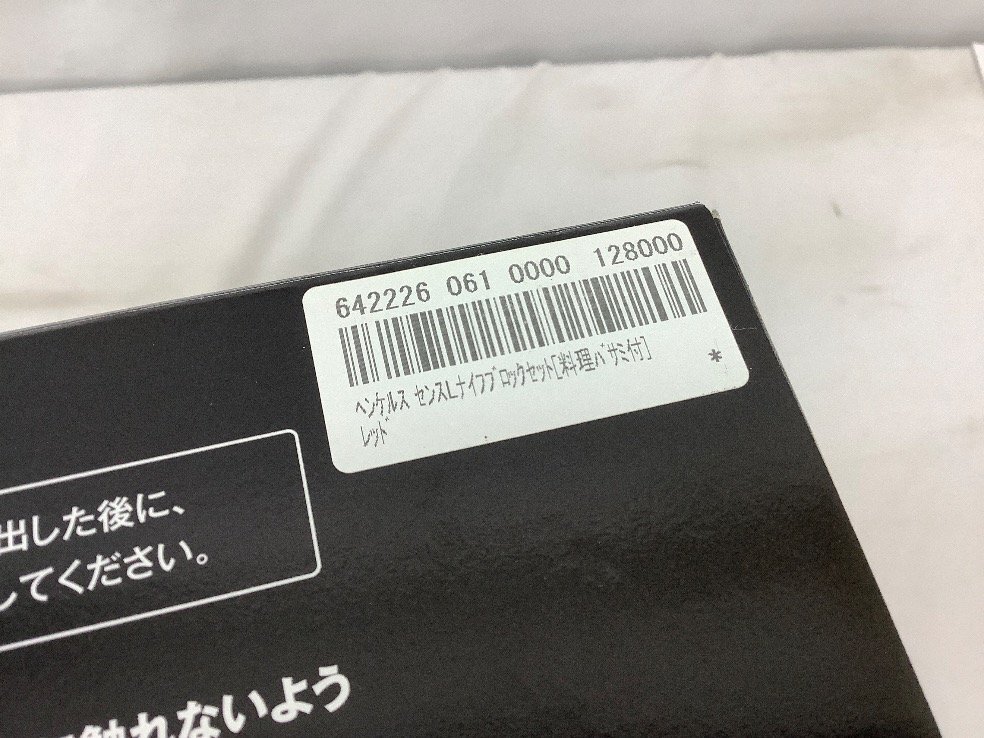 642226 061 0000 128000
ﾍﾝｹﾙｽ ｾﾝｽLﾅｲﾌﾌﾞﾛｯｸｾｯﾄ[料理ﾊﾞｻﾐ付]
ﾚｯﾄﾞ
*
出した後に、
してください。
触れないよう